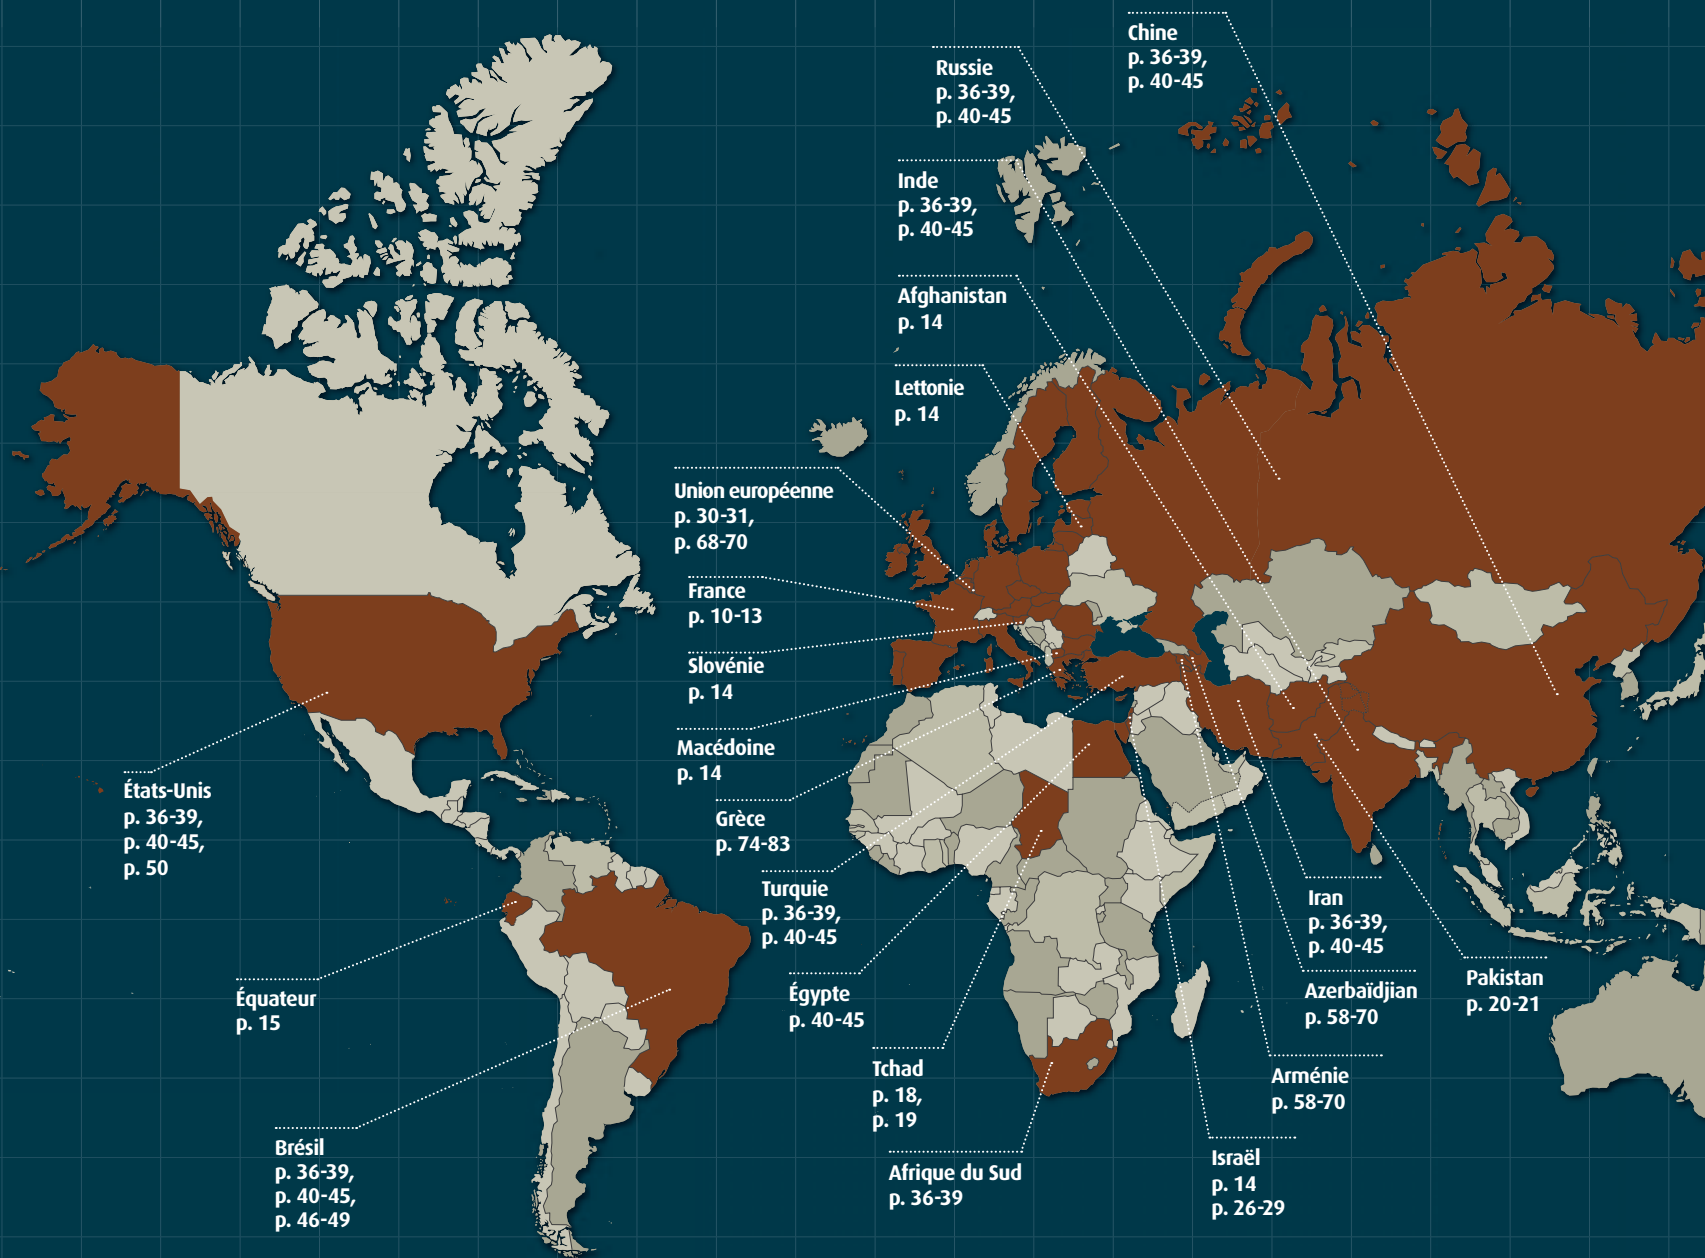 Chine
p. 36-39,
p. 40-45
Russie
p. 36-39,
p. 40-45
Inde
p. 36-39,
p. 40-45
Afghanistan
p. 14
Lettonie
p. 14
Union européenne
p. 30-31,
p. 68-70
France
p. 10-13
Slovénie
p. 14
Macédoine
p. 14
Grèce
p. 74-83
Turquie
p. 36-39,
p. 40-45
Égypte
p. 40-45
Tchad
p. 18,
p. 19
Afrique du Sud
p. 36-39
États-Unis
p. 36-39,
p. 40-45,
p. 50
Équateur
p. 15
Brésil
p. 36-39,
p. 40-45,
p. 46-49
Iran
p. 36-39,
p. 40-45
Azerbaïdjian
p. 58-70
Pakistan
p. 20-21
Arménie
p. 58-70
Israël
p. 14
p. 26-29